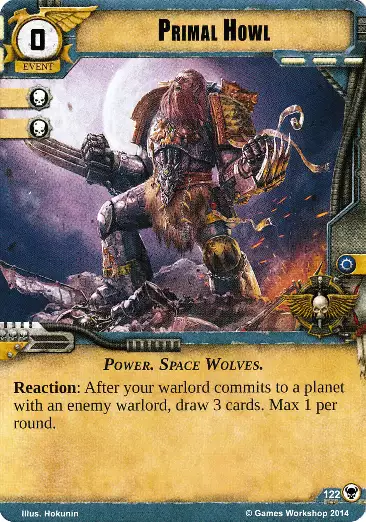 0
PRIMAL HOWL
EVENT
POWER. SPACE WOLVES.
Reaction: After your warlord commits to a planet
with an enemy warlord, draw 3 cards. Max 1 per
round.
122
Illus. Hokunin
© Games Workshop 2014